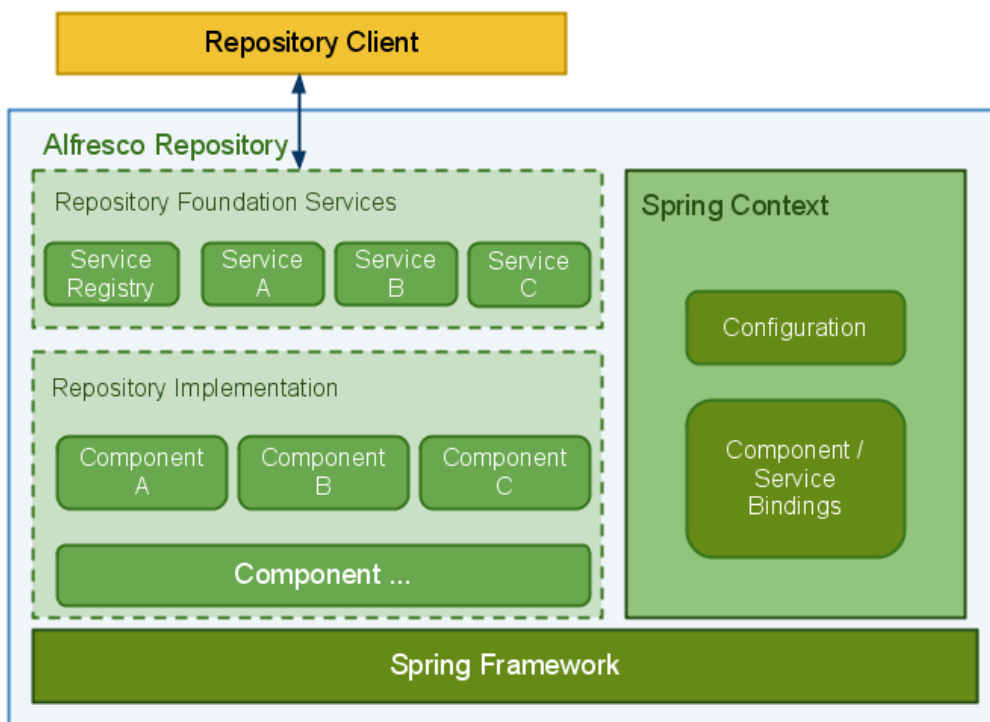 Repository Client
Alfresco Repository
Repository Foundation Services
Service
Registry
Service
A
Service
B
Service
C
Repository Implementation
Component
A
Component
B
Component
C
Component ...
Spring Context
Configuration
Component /
Service
Bindings
Spring Framework